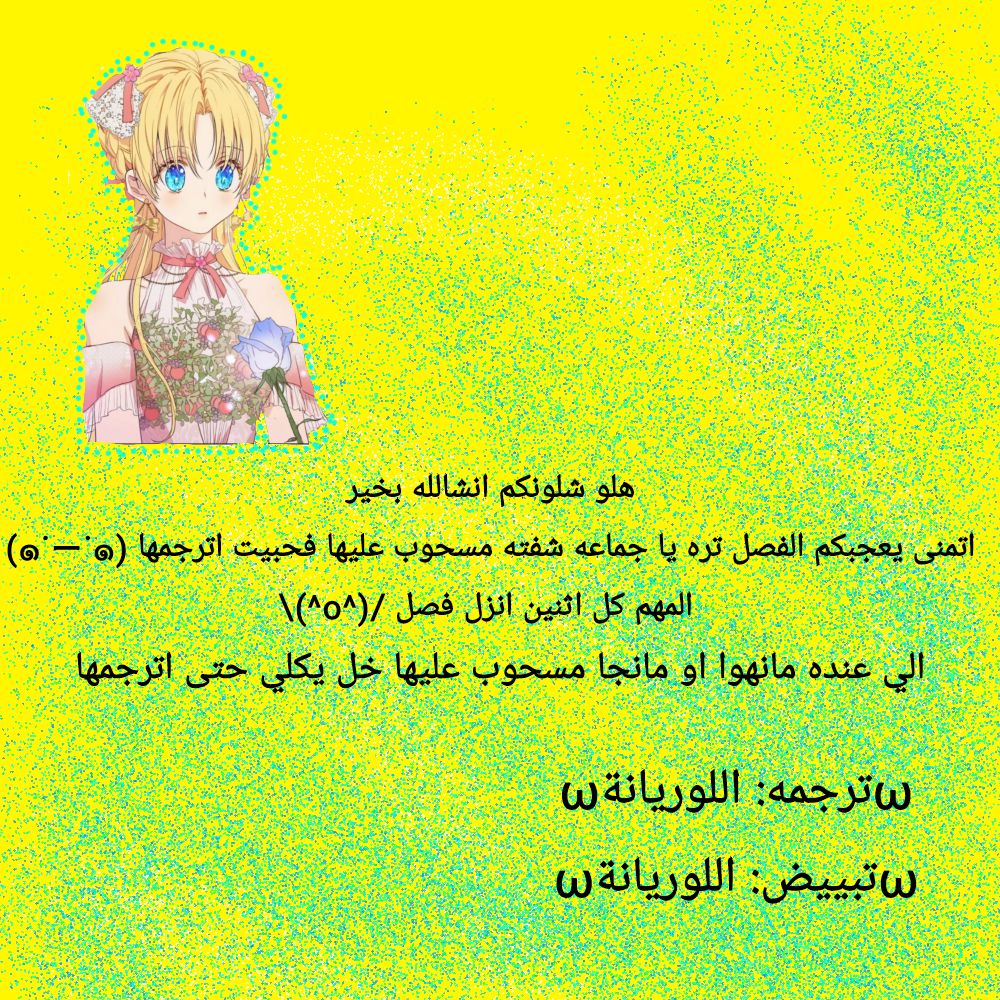 هلو شلونكم انشالله بخير
اتمنى يعجبكم الفصل تره يا جماعه شفته مسحوب عليها فحبيت اترجمها (๑˙—˙๑)
المهم كل اثنين انزل فصل /(^o^)\
الي عنده مانهوا او مانجا مسحوب عليها خل يكلي حتى اترجمها
ωترجمه: اللوريانةω
ωتبييض: اللوريانةω